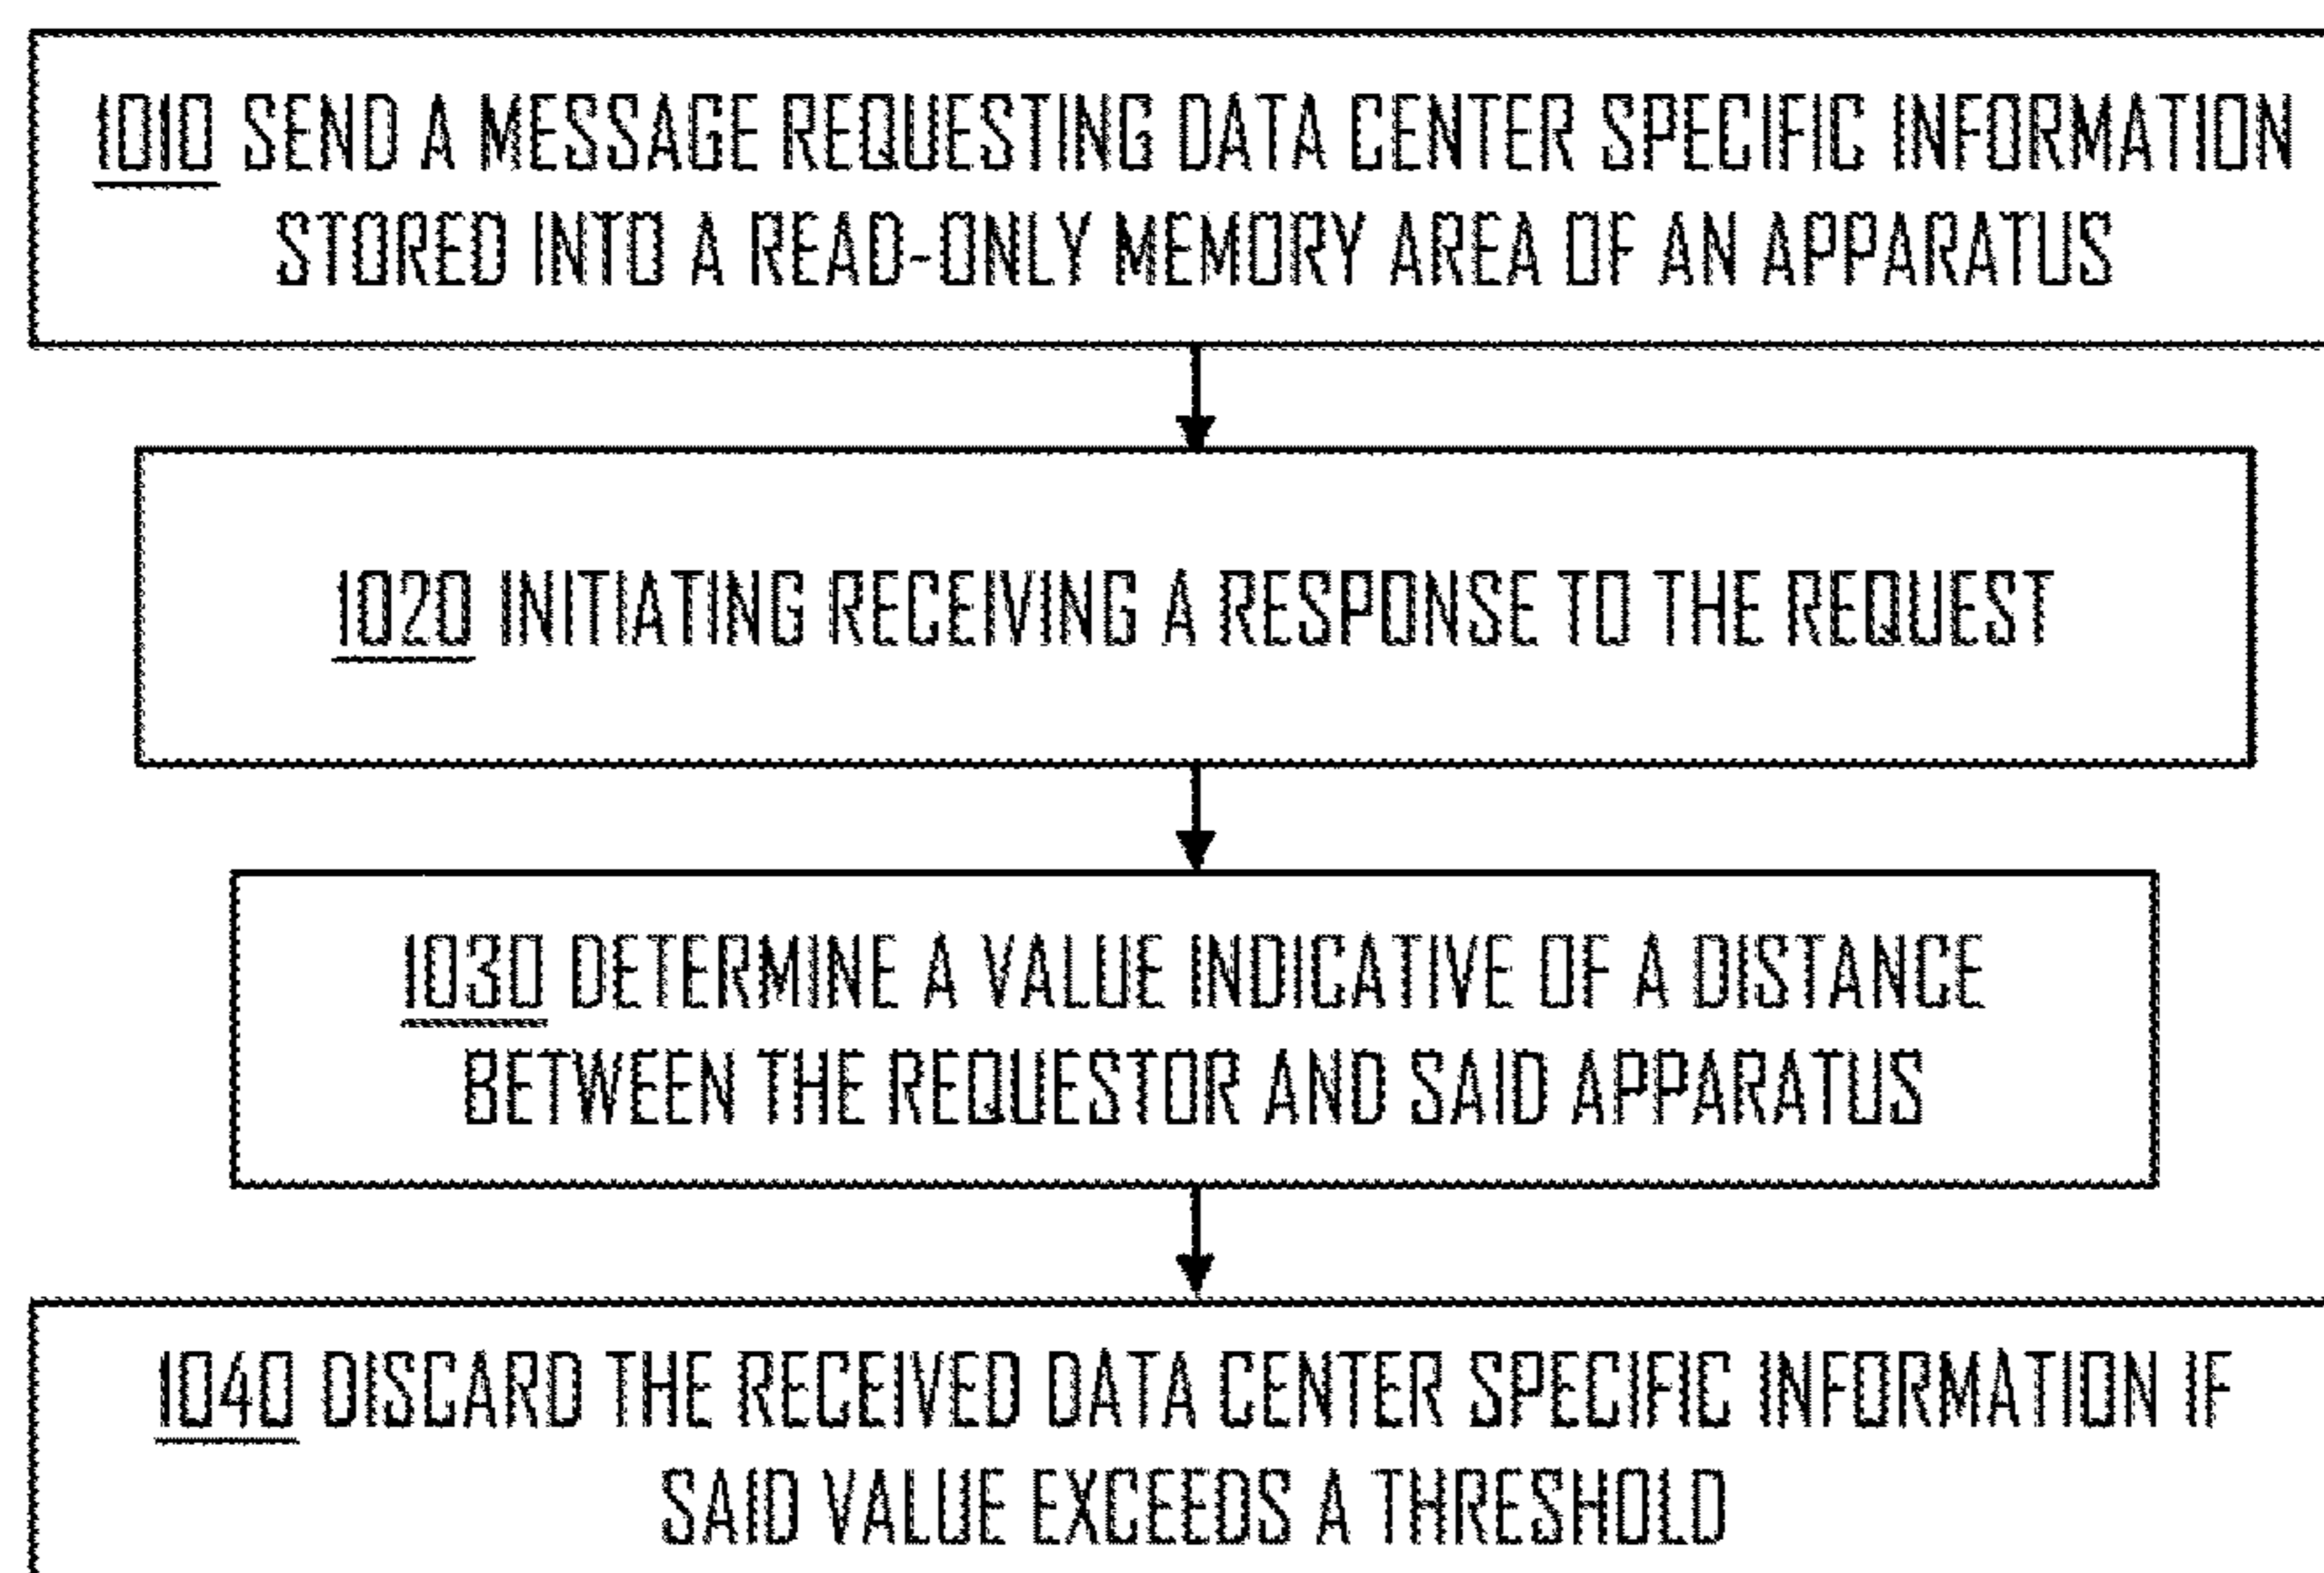 1010 SEND A MESSAGE REQUESTING DATA CENTER SPECIFIC INFORMATION
STORED INTO A READ-ONLY MEMORY AREA OF AN APPARATUS
1020 INITIATING RECEIVING A RESPONSE TO THE REQUEST
1030 DETERMINE A VALUE INDICATIVE OF A DISTANCE
BETWEEN THE REQUESTOR AND SAID APPARATUS
1040 DISCARD THE RECEIVED DATA CENTER SPECIFIC INFORMATION IF
SAID VALUE EXCEEDS A THRESHOLD